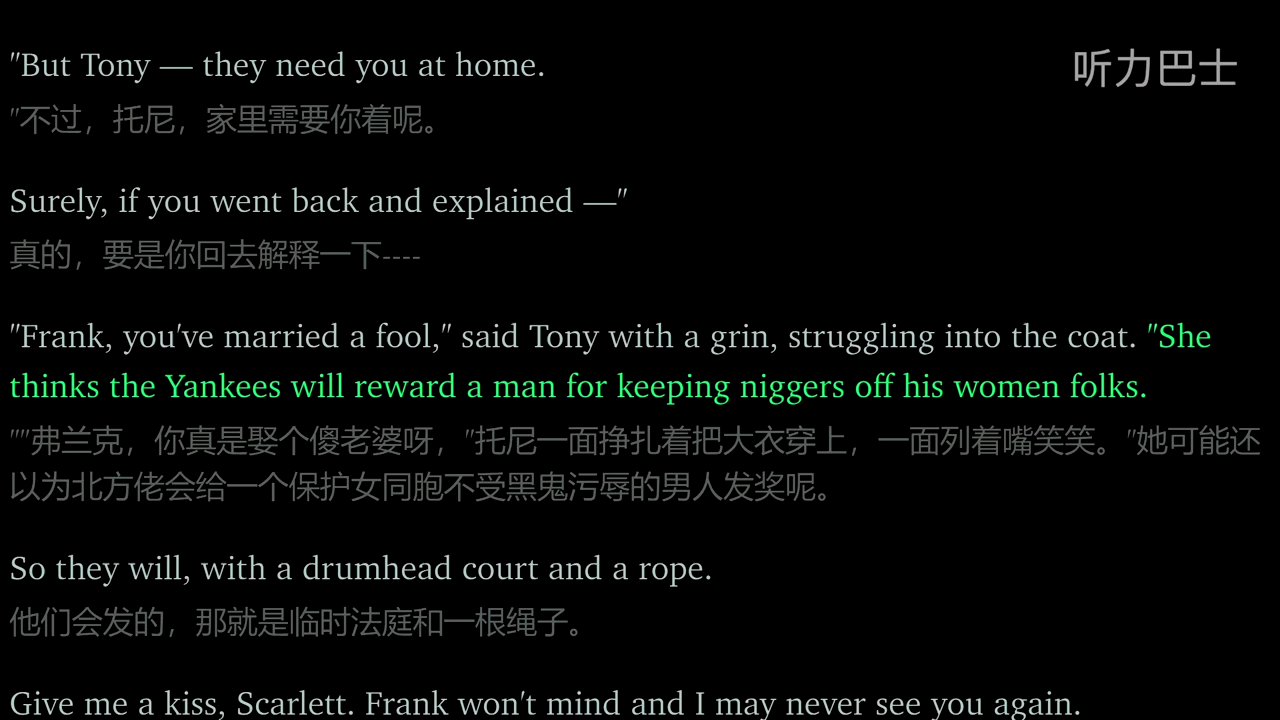 "But Tony — they need you at home.
听力巴士
"不过，托尼，家里需要你着呢。
Surely, if you went back and explained —"
真的，要是你回去解释一下----
"Frank, you've married a fool," said Tony with a grin, struggling into the coat. "She
thinks the Yankees will reward a man for keeping niggers off his women folks.
""弗兰克，你真是娶个傻老婆呀，"托尼一面挣扎着把大衣穿上，一面列着嘴笑笑。"她可能还
以为北方佬会给一个保护女同胞不受黑鬼污辱的男人发奖呢。
So they will, with a drumhead court and a rope.
他们会发的，那就是临时法庭和一根绳子。
Give me a kiss, Scarlett. Frank won't mind and I may never see you again.